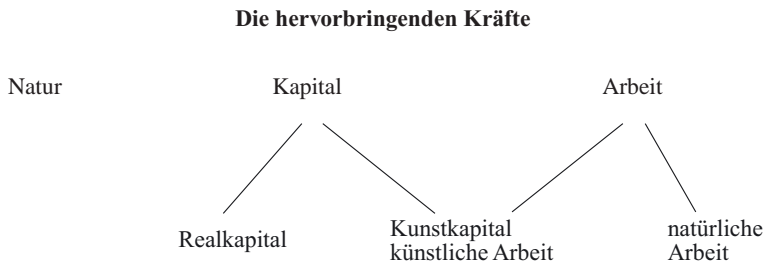 Die hervorbringenden Kräfte
Natur Kapital Arbeit
Realkapital
Kunstkapital
künstliche Arbeit
natürliche
Arbeit